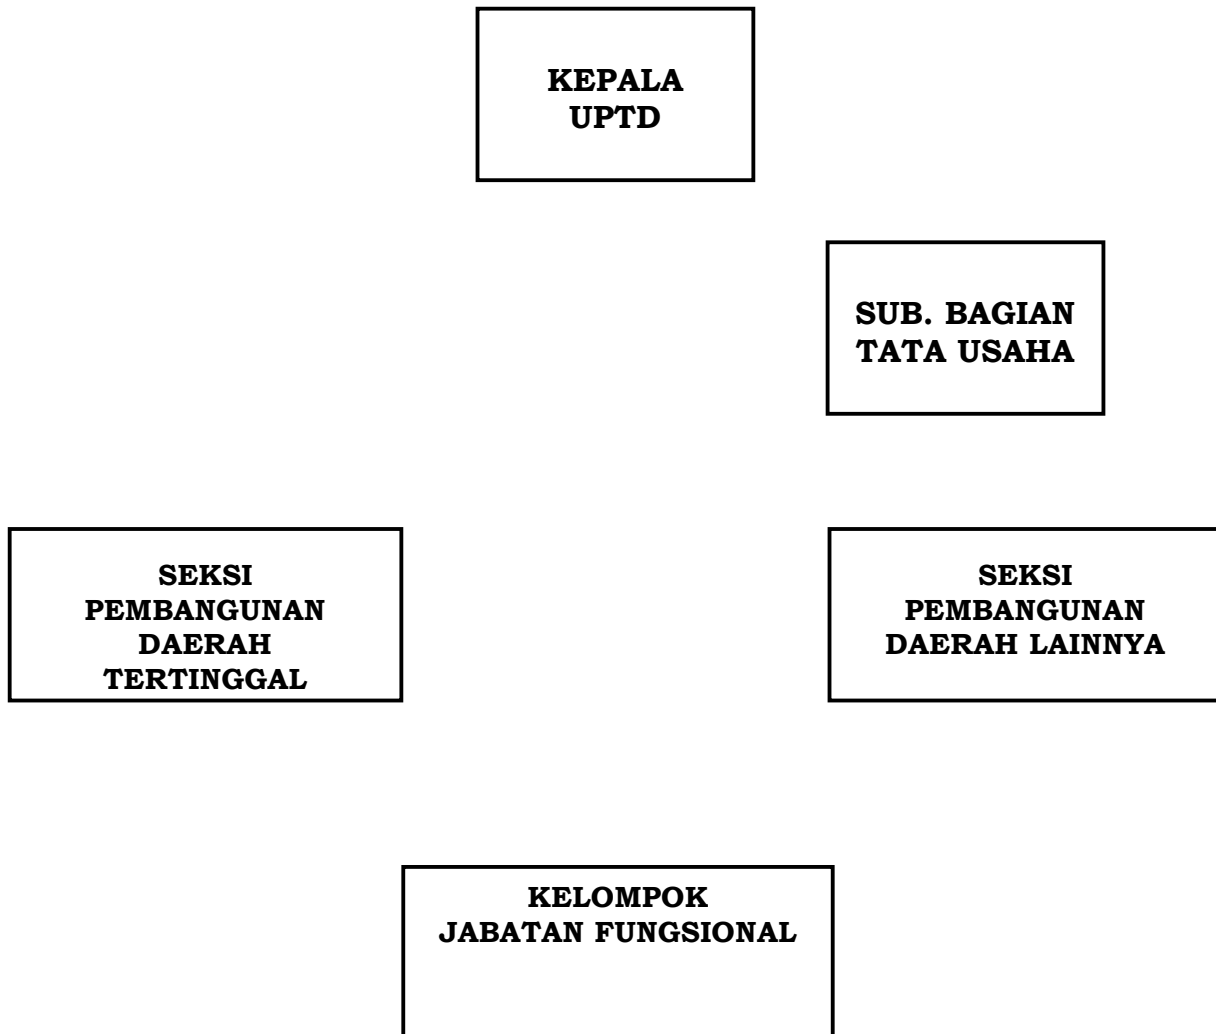 KEPALA
UPTD
SUB. BAGIAN
TATA USAHA
SEKSI
PEMBANGUNAN
DAERAH
TERTINGGAL
SEKSI
PEMBANGUNAN
DAERAH LAINNYA
KELOMPOK
JABATAN FUNGSIONAL